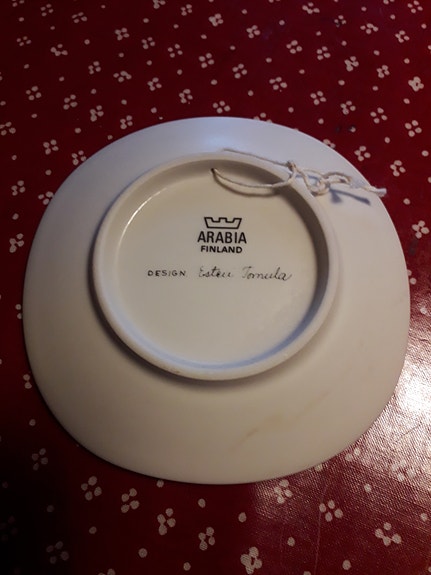 ARABIA
FINLAND
DESIGN Esteri Tomula